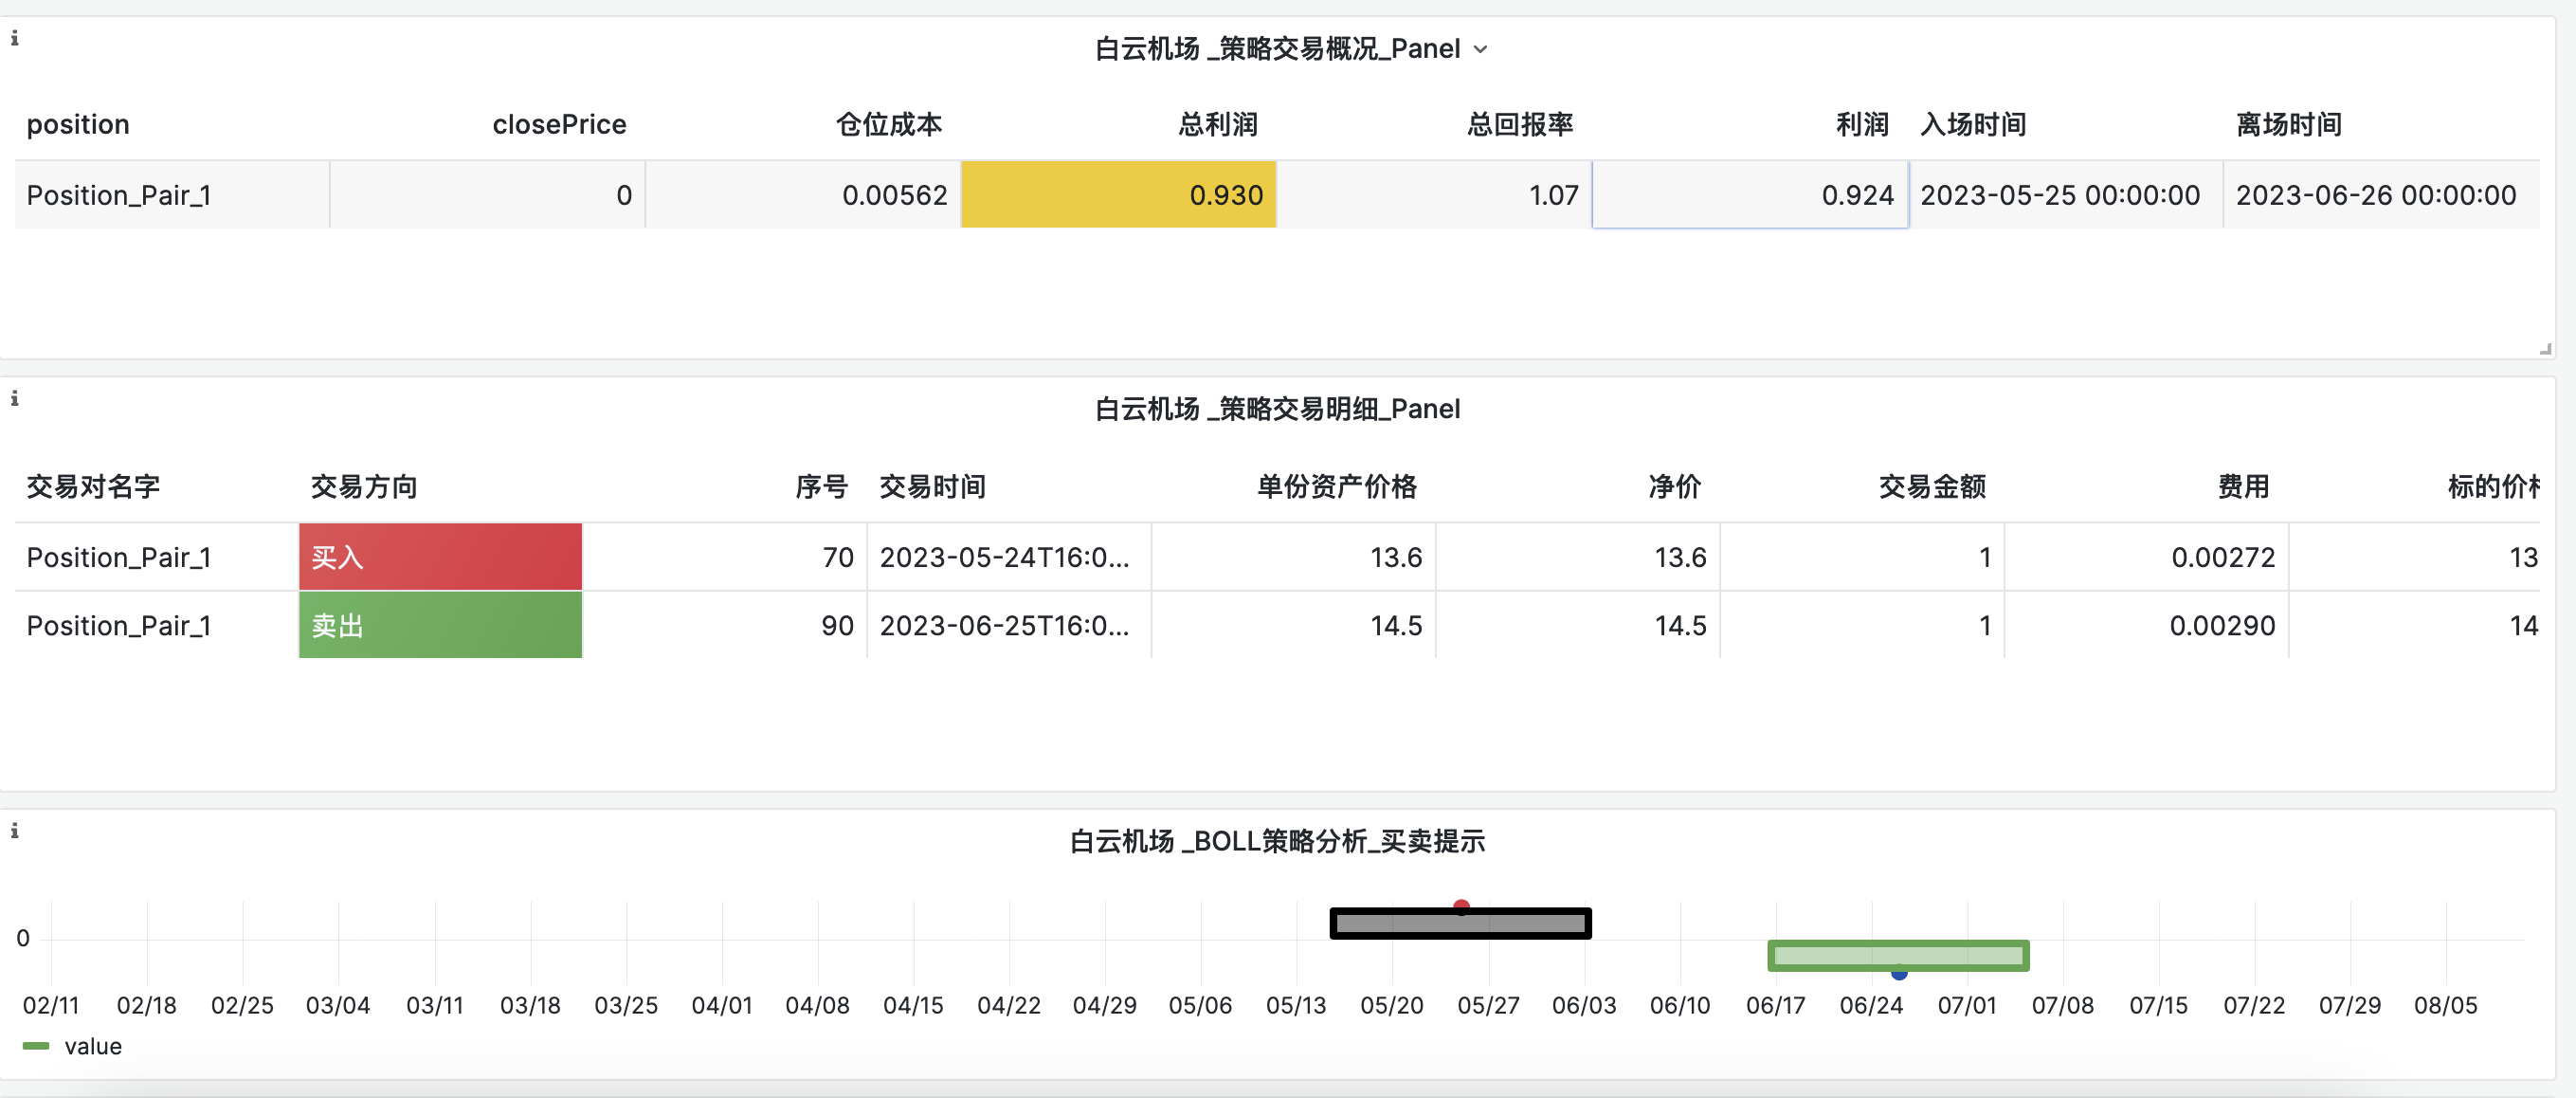 白云机场 _策略交易概况_Panel
position closePrice 仓位成本 总利润 总回报率 利润 入场时间 离场时间
Position_Pair_1 0 0.00562 0.930 1.07 0.924 2023-05-25 00:00:00 2023-06-26 00:00:00
白云机场 _策略交易明细_Panel
交易对名字 交易方向 序号 交易时间 单份资产价格 净价 交易金额 费用 标的价格
Position_Pair_1 买入 70 2023-05-24T16:0... 13.6 13.6 1 0.00272 13
Position_Pair_1 卖出 90 2023-06-25T16:0... 14.5 14.5 1 0.00290 14
白云机场 _BOLL策略分析_买卖提示
0
02/11 02/18 02/25 03/04 03/11 03/18 03/25 04/01 04/08 04/15 04/22 04/29 05/06 05/13 05/20 05/27 06/03 06/10 06/17 06/24 07/01 07/08 07/15 07/22 07/29 08/05
value